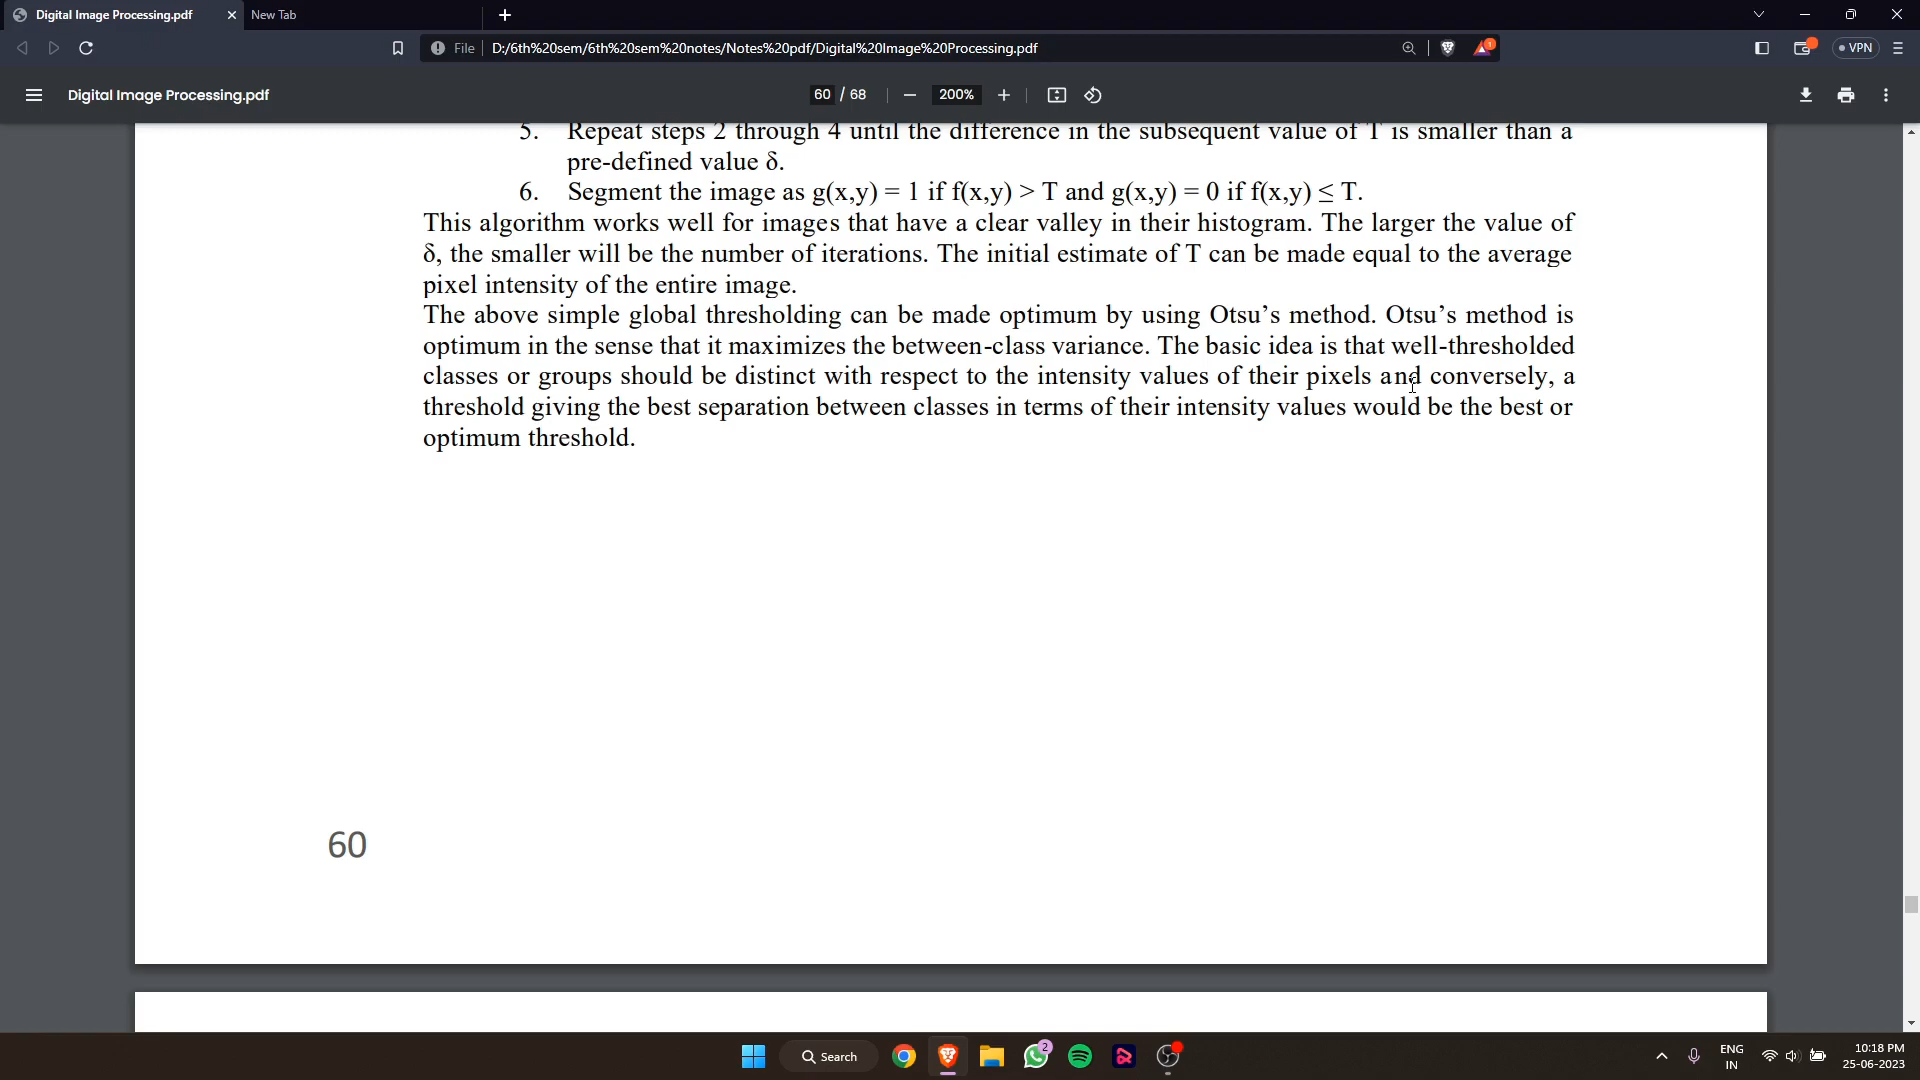 Digital Image Processing.pdf
New Tab
File
D:/6th%20sem/6th%20sem%20notes/Notes%20pdf/Digital%20Image%20Processing.pdf
1
VPN
Digital Image Processing.pdf
60 / 68
200%
5. Repeat steps 2 through 4 until the difference in the subsequent value of T is smaller than a
pre-defined value δ.
6. Segment the image as g(x,y) = 1 if f(x,y) > T and g(x,y) = 0 if f(x,y) ≤ T.
This algorithm works well for images that have a clear valley in their histogram. The larger the value of
δ, the smaller will be the number of iterations. The initial estimate of T can be made equal to the average
pixel intensity of the entire image.
The above simple global thresholding can be made optimum by using Otsu’s method. Otsu’s method is
optimum in the sense that it maximizes the between-class variance. The basic idea is that well-thresholded
classes or groups should be distinct with respect to the intensity values of their pixels and conversely, a
threshold giving the best separation between classes in terms of their intensity values would be the best or
optimum threshold.
60
Search
2
ENG
IN
10:18 PM
25-06-2023